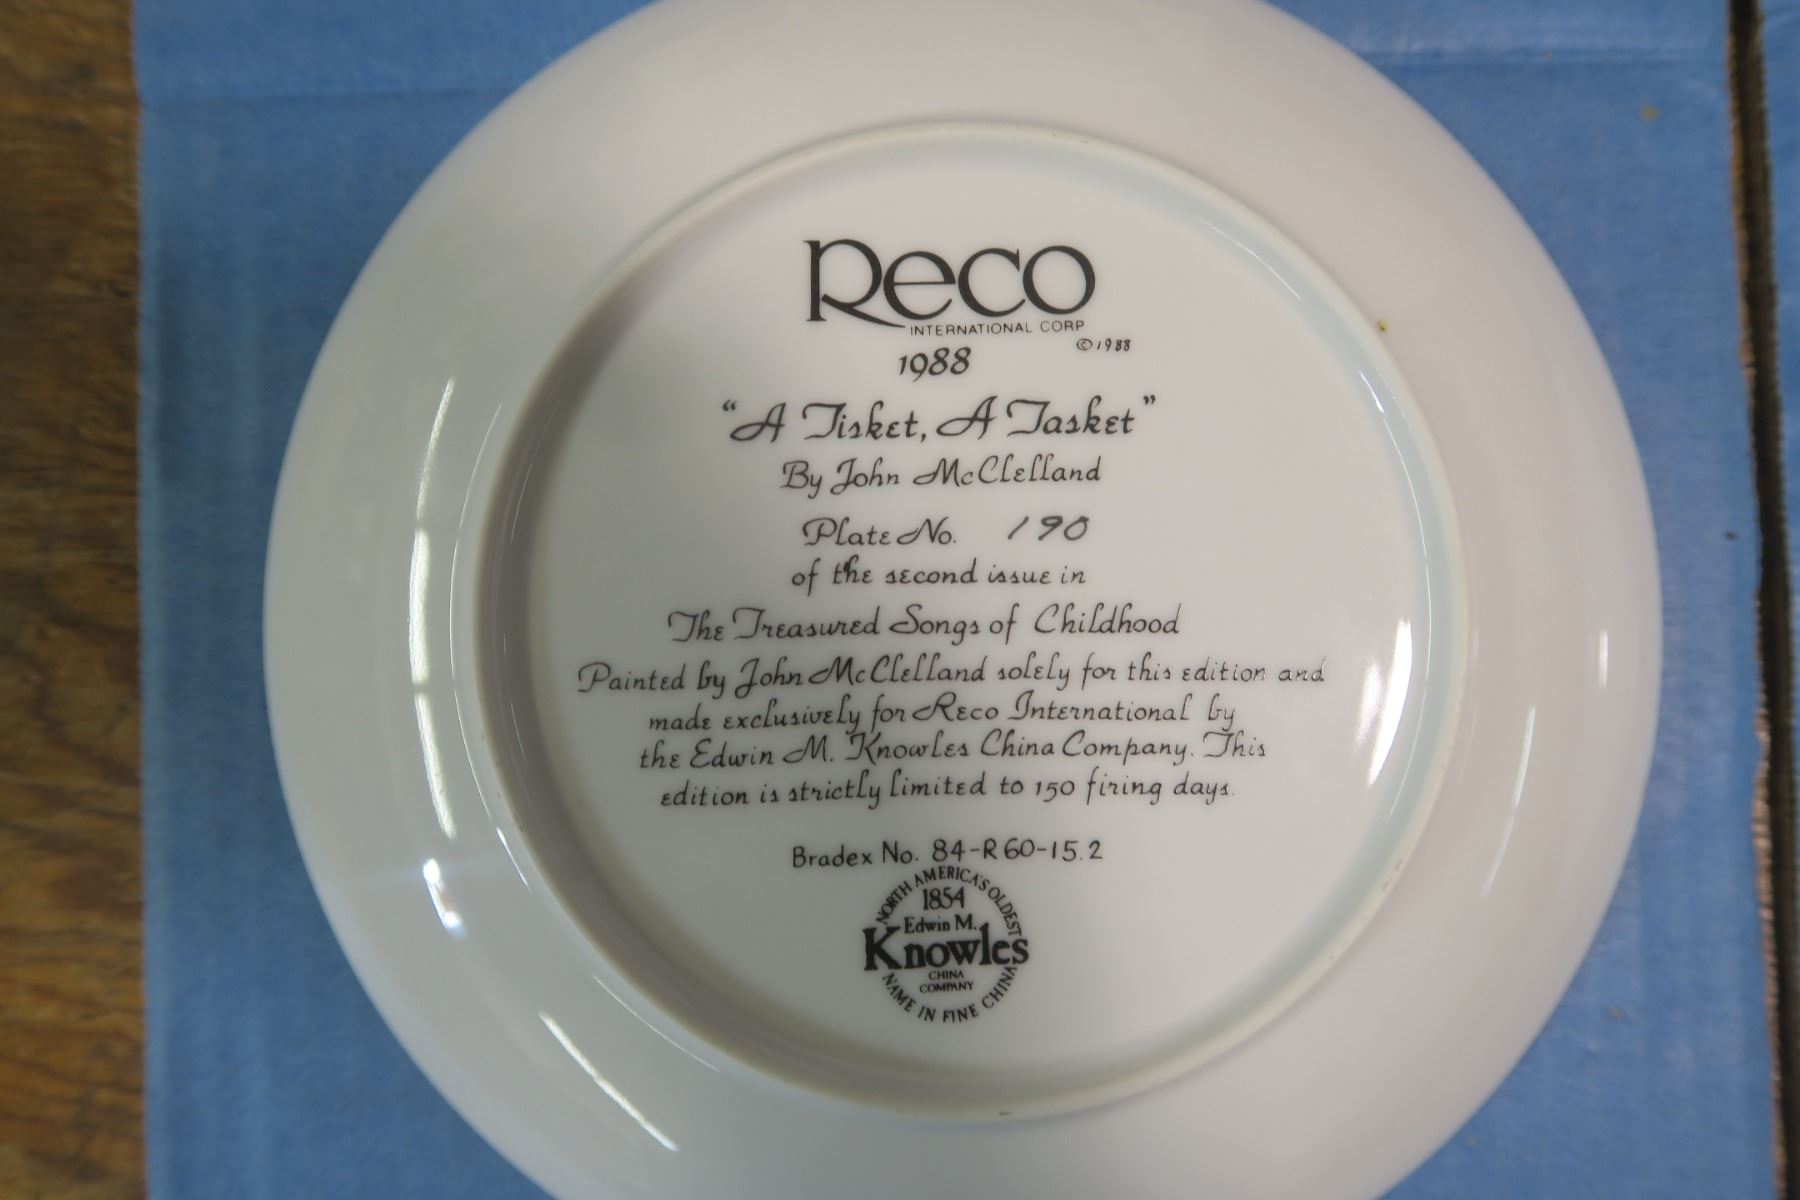 Reco
INTERNATIONAL CORP
©1988
1988
“A Tisket, A Tasket”
By John McClelland
Plate No. 190
of the second issue in
The Treasured Songs of Childhood
Painted by John McClelland solely for this edition and
made exclusively for Reco International by
the Edwin M. Knowles China Company. This
edition is strictly limited to 150 firing days.
Bradex No. 84-R60-15.2
NORTH AMERICA'S OLDEST
1854
Edwin M.
Knowles
CHINA
COMPANY
NAME IN FINE CHINA